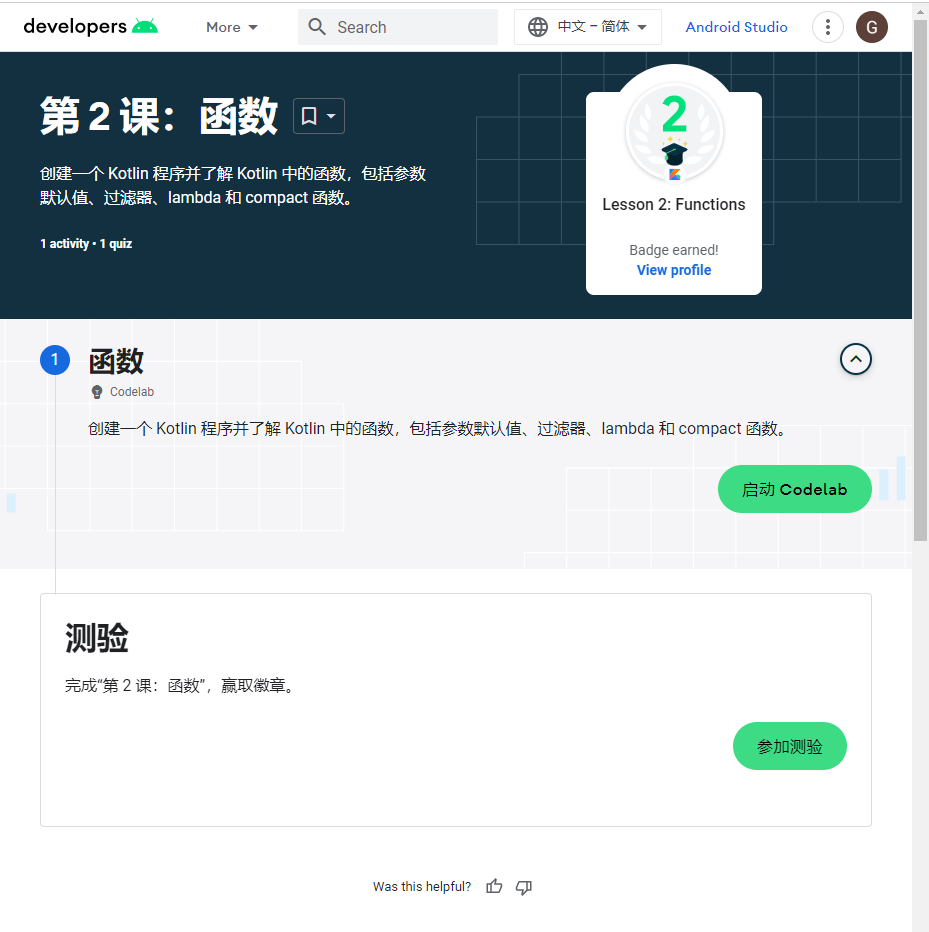 developers
More
Search
中文 – 简体
Android Studio
G
第 2 课：函数
创建一个 Kotlin 程序并了解 Kotlin 中的函数，包括参数
默认值、过滤器、lambda 和 compact 函数。
1 activity • 1 quiz
2
Lesson 2: Functions
Badge earned!
View profile
1
函数
Codelab
创建一个 Kotlin 程序并了解 Kotlin 中的函数，包括参数默认值、过滤器、lambda 和 compact 函数。
启动 Codelab
测验
完成“第 2 课：函数”，赢取徽章。
参加测验
Was this helpful?